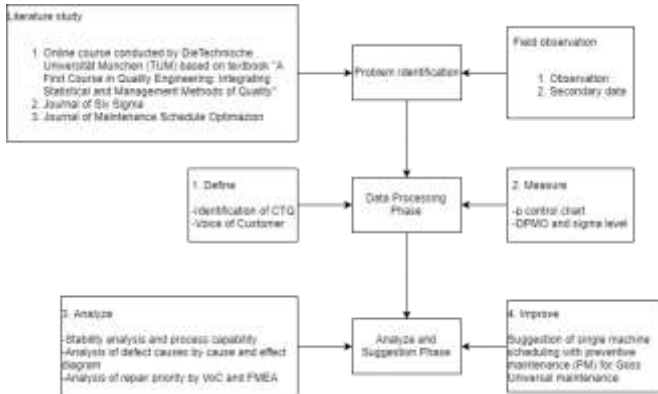 Literature study
1. Online course conducted by DieTechnische
Universität München (TUM) based on textbook "A
First Course in Quality Engineering: Integrating
Statistical and Management Methods of Quality"
2. Journal of Six Sigma
3. Journal of Maintenance Schedule Optimazion
Problem Identification
Field observation
1. Observation
2. Secondary data
1. Define
-Identification of CTQ
-Voice of Customer
Data Processing
Phase
2. Measure
-p control chart
-DPMO and sigma level
3. Analyze
-Stability analysis and process capability
-Analysis of defect causes by cause and effect
diagram
-Analysis of repair priority by VoC and FMEA
Analyze and
Suggestion Phase
4. Improve
Suggestion of single machine
scheduling with preventive
maintenance (PM) for Goss
Universal maintenance